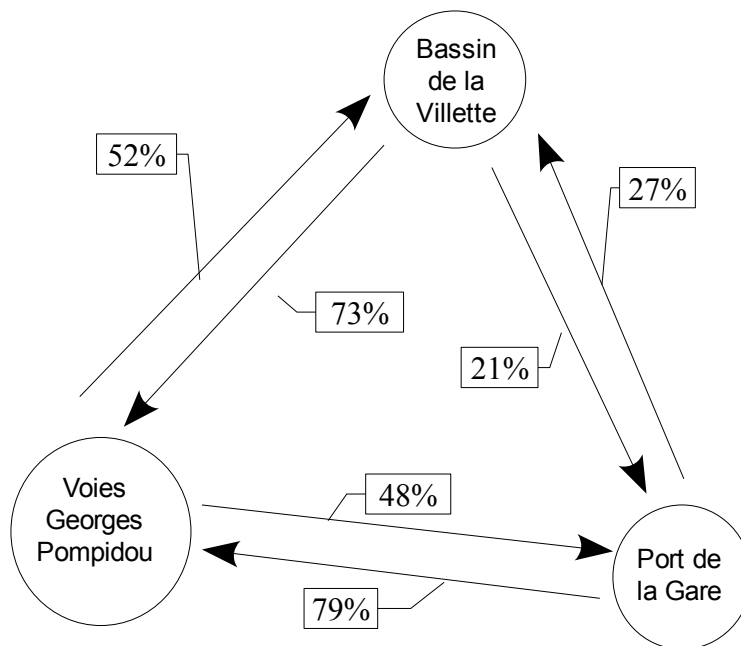 Bassin
de la
Villette
52%
27%
73%
21%
Voies
Georges
Pompidou
48%
Port de
la Gare
79%